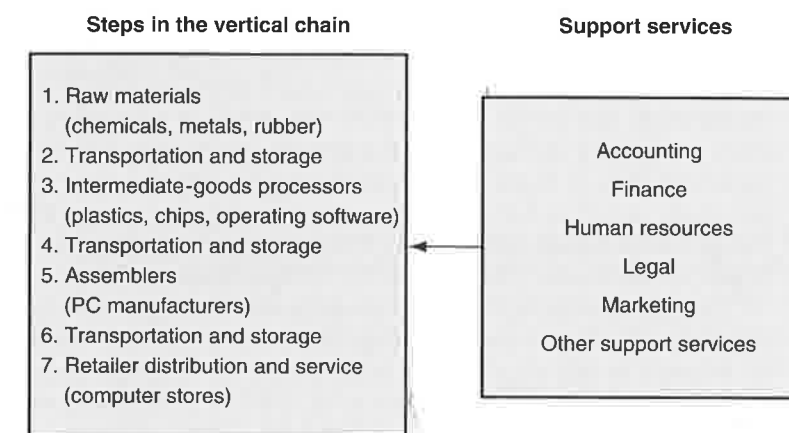 Steps in the vertical chain
1. Raw materials
(chemicals, metals, rubber)
2. Transportation and storage
3. Intermediate-goods processors
(plastics, chips, operating software)
4. Transportation and storage
5. Assemblers
(PC manufacturers)
6. Transportation and storage
7. Retailer distribution and service
(computer stores)
Support services
Accounting
Finance
Human resources
Legal
Marketing
Other support services